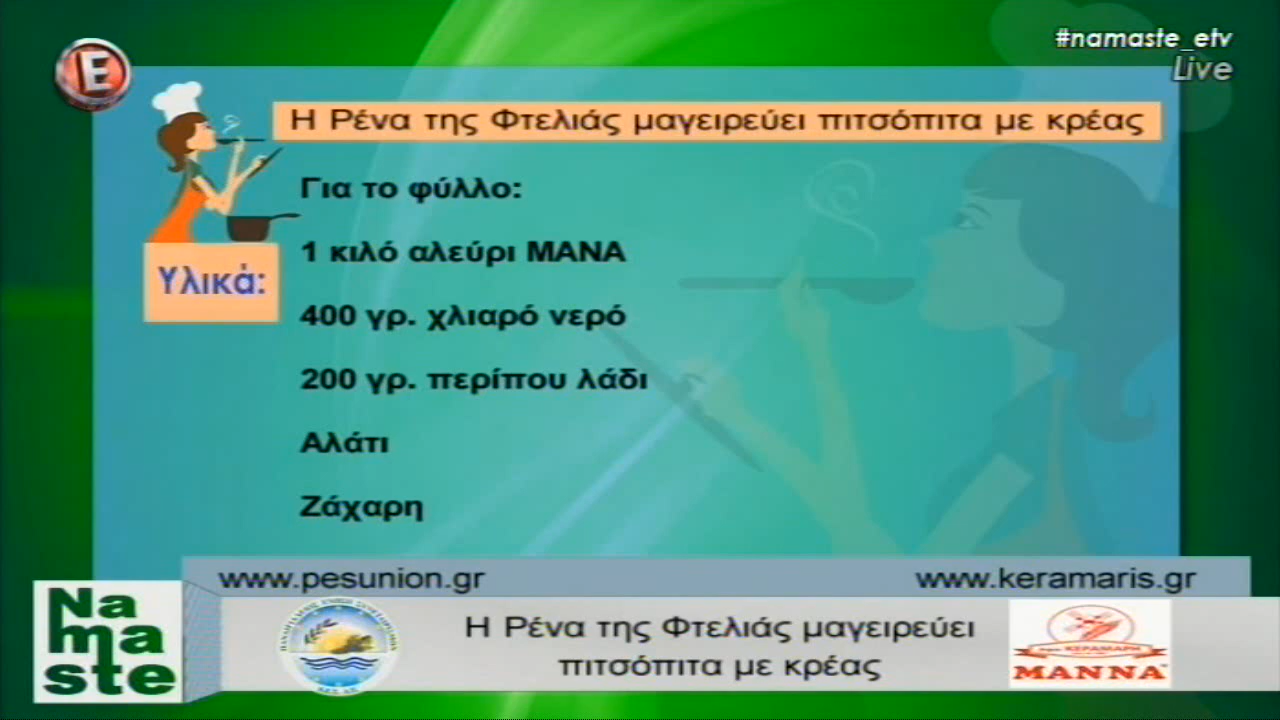 #namaste_etv
Live
E
Η Ρένα της Φτελιάς μαγειρεύει πιτσόπιτα με κρέας
Υλικά:
Για το φύλλο:
1 κιλό αλεύρι ΜΑΝΑ
400 γρ. χλιαρό νερό
200 γρ. περίπου λάδι
Αλάτι
Ζάχαρη
www.pesunion.gr
www.keramaris.gr
Na
ma
ste
Η Ρένα της Φτελιάς μαγειρεύει
πιτσόπιτα με κρέας
ΚΕΡΑΜΑΡΗ
MANNA